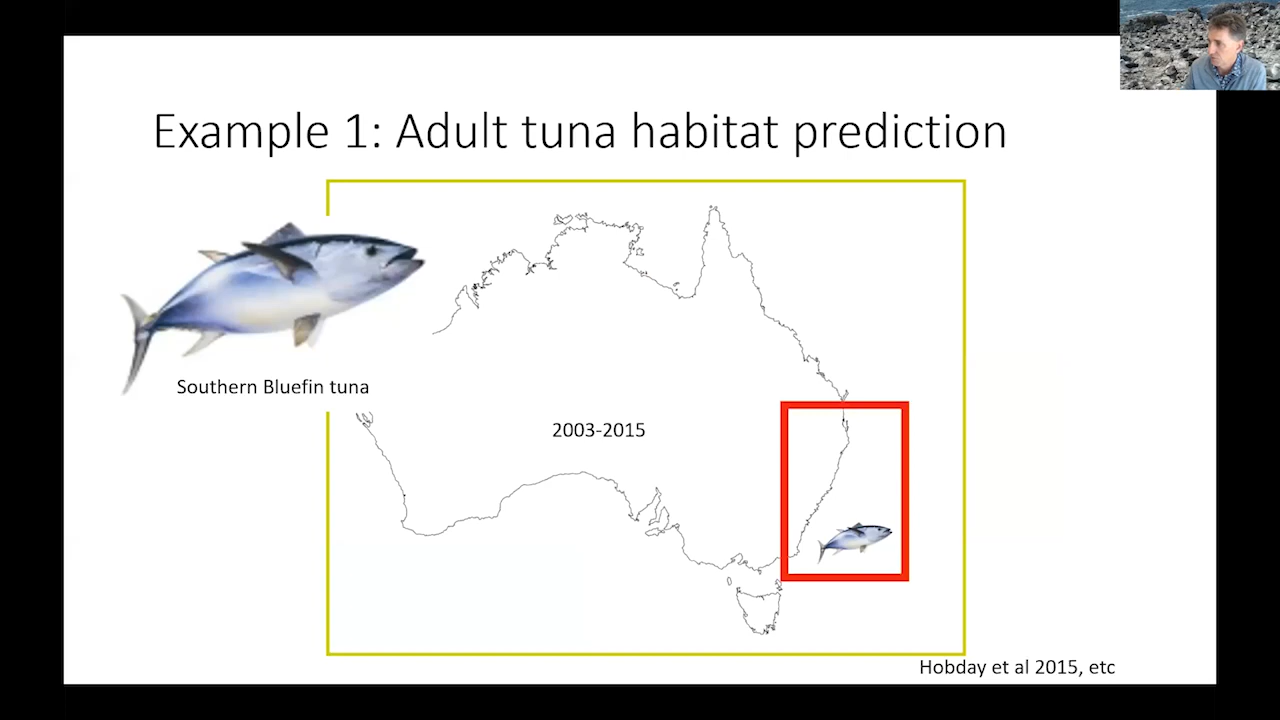 Example 1: Adult tuna habitat prediction
Southern Bluefin tuna
2003-2015
Hobday et al 2015, etc